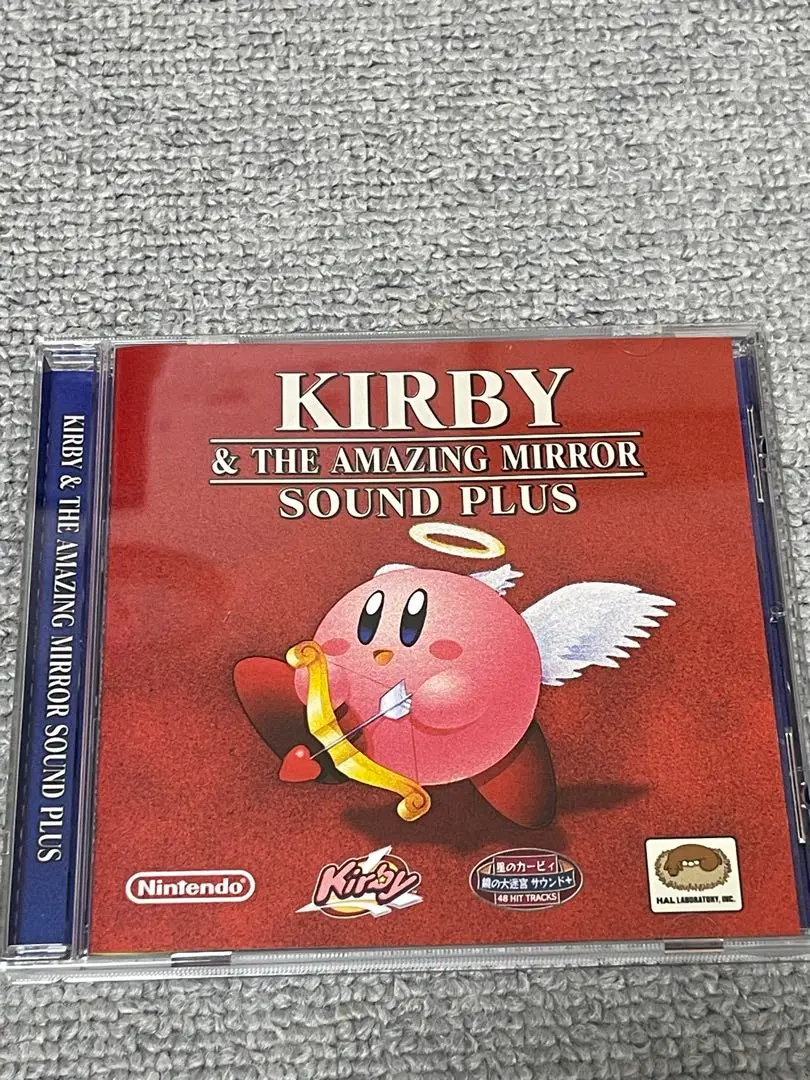 KIRBY
& THE AMAZING MIRROR
SOUND PLUS
KIRBY & THE AMAZING MIRROR SOUND PLUS
Nintendo
Kirby
星のカービィ
鏡の大迷宮 サウンド+
48 HIT TRACKS
HAL LABORATORY, INC.